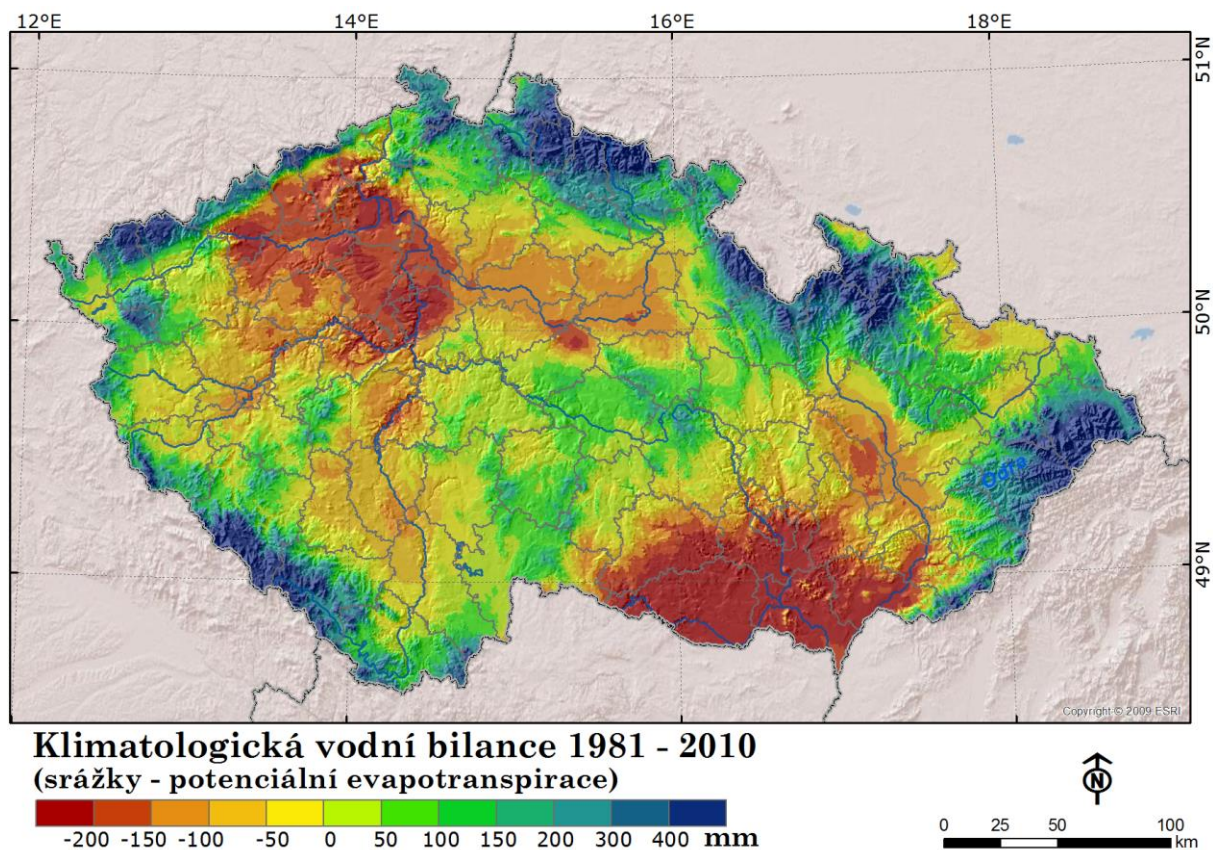 12°E 14°E 16°E 18°E
51°N
50°N
49°N
Odra
Copyright © 2009 ESRI
Klimatologická vodní bilance 1981 - 2010
(srážky - potenciální evapotranspirace)
-200 -150 -100 -50 0 50 100 150 200 300 400 mm
N
0 25 50 100
km